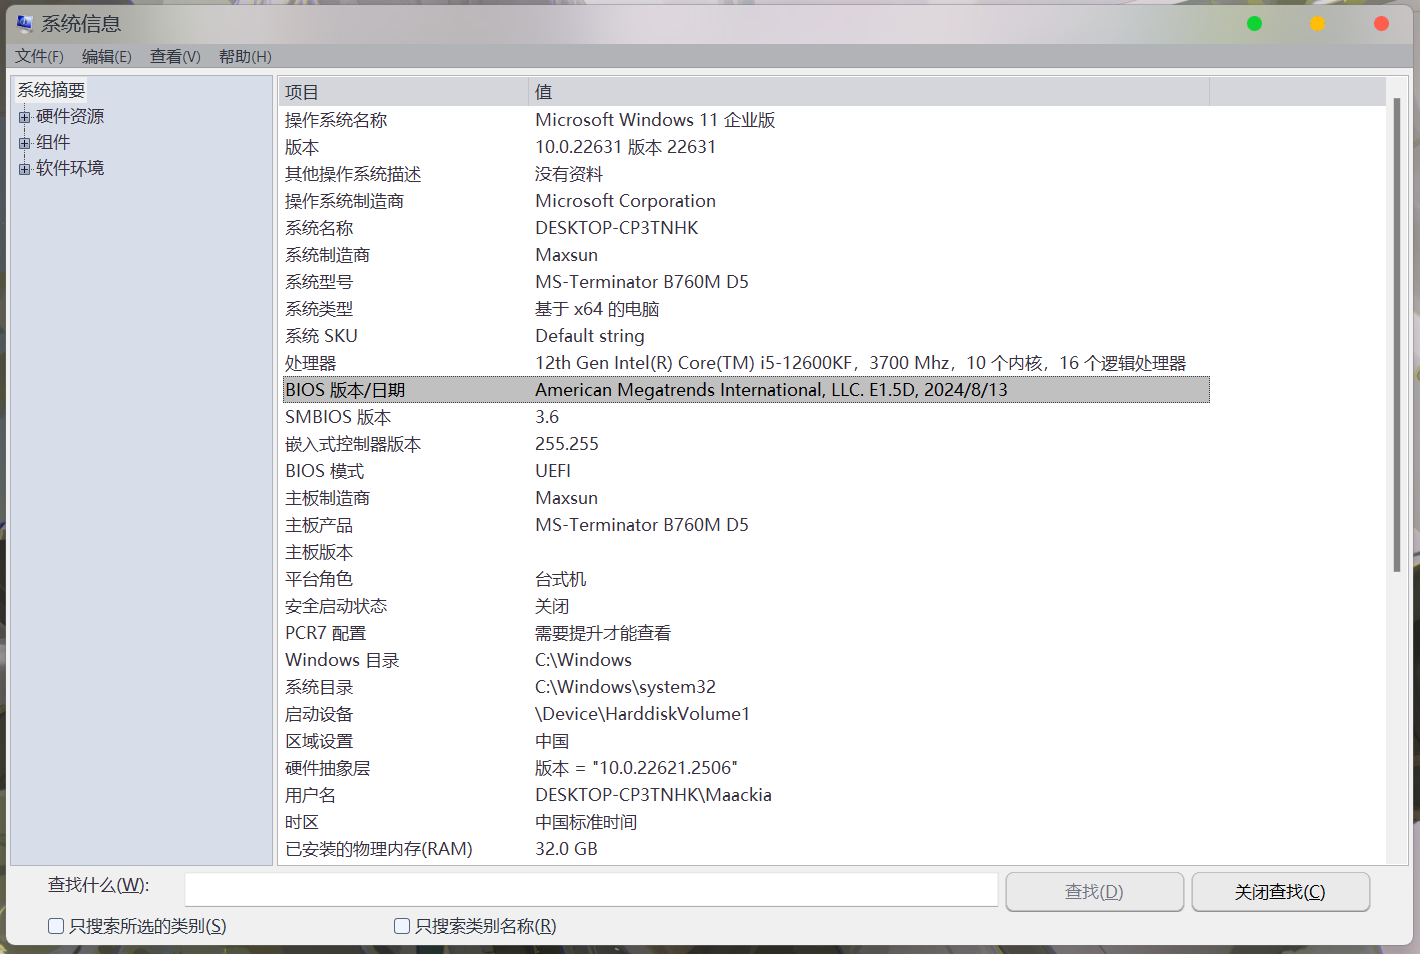 系统信息
文件(F) 编辑(E) 查看(V) 帮助(H)
系统摘要
硬件资源
组件
软件环境
项目 值
操作系统名称 Microsoft Windows 11 企业版
版本 10.0.22631 版本 22631
其他操作系统描述 没有资料
操作系统制造商 Microsoft Corporation
系统名称 DESKTOP-CP3TNHK
系统制造商 Maxsun
系统型号 MS-Terminator B760M D5
系统类型 基于 x64 的电脑
系统 SKU Default string
处理器 12th Gen Intel(R) Core(TM) i5-12600KF，3700 Mhz，10 个内核，16 个逻辑处理器
BIOS 版本/日期 American Megatrends International, LLC. E1.5D, 2024/8/13
SMBIOS 版本 3.6
嵌入式控制器版本 255.255
BIOS 模式 UEFI
主板制造商 Maxsun
主板产品 MS-Terminator B760M D5
主板版本
平台角色 台式机
安全启动状态 关闭
PCR7 配置 需要提升才能查看
Windows 目录 C:\Windows
系统目录 C:\Windows\system32
启动设备 \Device\HarddiskVolume1
区域设置 中国
硬件抽象层 版本 = "10.0.22621.2506"
用户名 DESKTOP-CP3TNHK\Maackia
时区 中国标准时间
已安装的物理内存(RAM) 32.0 GB
查找什么(W): 查找(D) 关闭查找(C)
只搜索所选的类别(S) 只搜索类别名称(R)